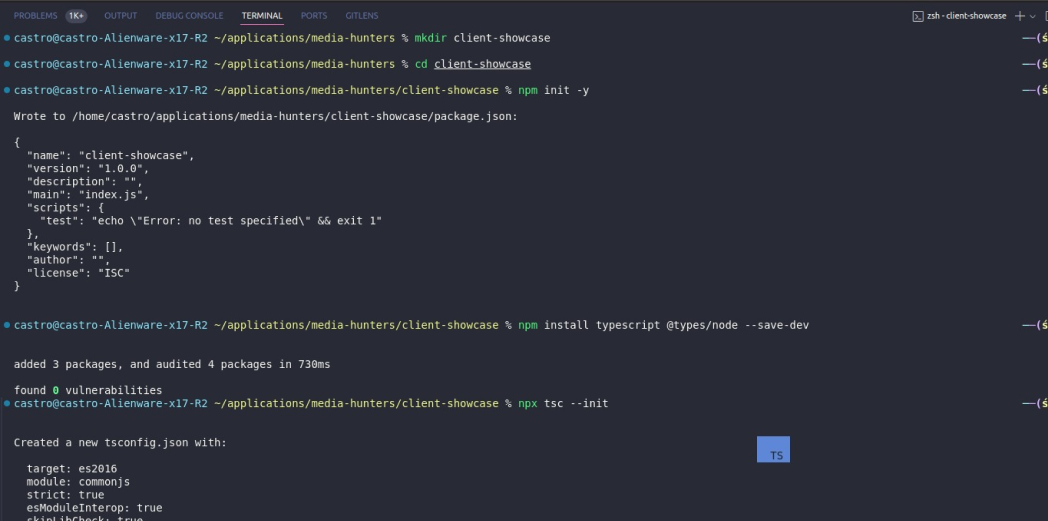 PROBLEMS 1K+ OUTPUT DEBUG CONSOLE TERMINAL PORTS GITLENS zsh - client-showcase
castro@castro-Alienware-x17-R2 ~/applications/media-hunters % mkdir client-showcase
castro@castro-Alienware-x17-R2 ~/applications/media-hunters % cd client-showcase
castro@castro-Alienware-x17-R2 ~/applications/media-hunters/client-showcase % npm init -y
Wrote to /home/castro/applications/media-hunters/client-showcase/package.json:
{
  "name": "client-showcase",
  "version": "1.0.0",
  "description": "",
  "main": "index.js",
  "scripts": {
    "test": "echo \"Error: no test specified\" && exit 1"
  },
  "keywords": [],
  "author": "",
  "license": "ISC"
}
castro@castro-Alienware-x17-R2 ~/applications/media-hunters/client-showcase % npm install typescript @types/node --save-dev
added 3 packages, and audited 4 packages in 730ms
found 0 vulnerabilities
castro@castro-Alienware-x17-R2 ~/applications/media-hunters/client-showcase % npx tsc --init
Created a new tsconfig.json with:
TS
  target: es2016
  module: commonjs
  strict: true
  esModuleInterop: true
  skipLibCheck: true